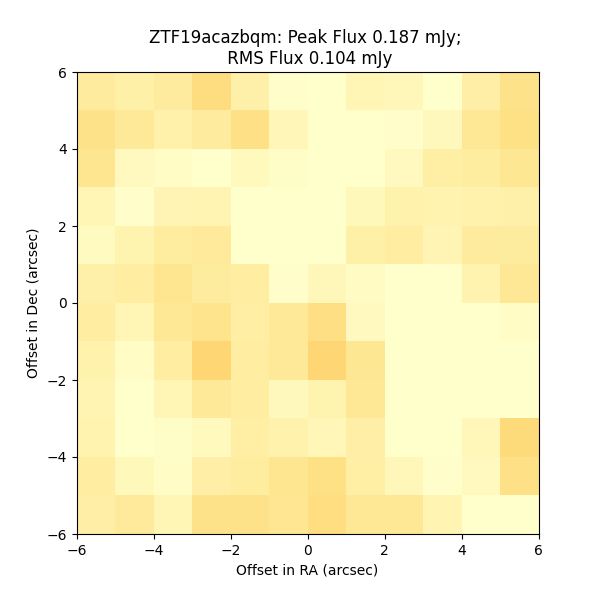 ZTF19acazbqm: Peak Flux 0.187 mJy;
RMS Flux 0.104 mJy
6
4
2
0
−2
−4
−6
Offset in Dec (arcsec)
−6 −4 −2 0 2 4 6
Offset in RA (arcsec)